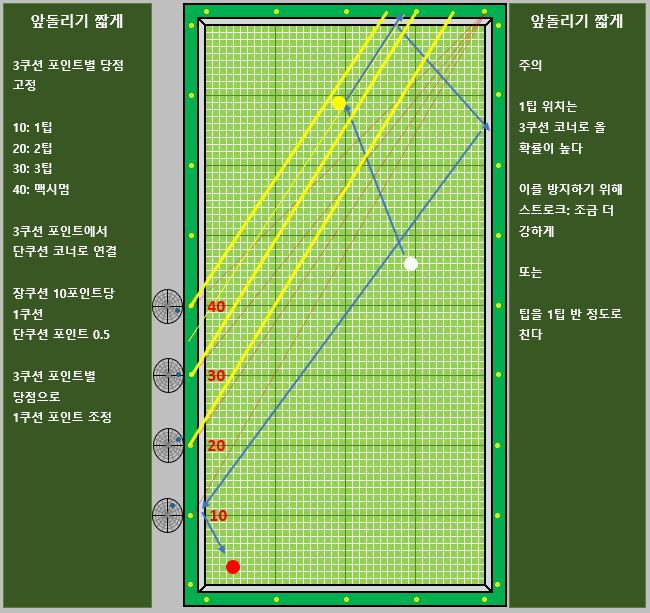 앞돌리기 짧게
3쿠션 포인트별 당점
고정
10: 1팁
20: 2팁
30: 3팁
40: 맥시멈
3쿠션 포인트에서
단쿠션 코너로 연결
장쿠션 10포인트당
1쿠션
단쿠션 포인트 0.5
3쿠션 포인트별
당점으로
1쿠션 포인트 조정
40
30
20
10
앞돌리기 짧게
주의
1팁 위치는
3쿠션 코너로 올
확률이 높다
이를 방지하기 위해
스트로크: 조금 더
강하게
또는
팁을 1팁 반 정도로
친다